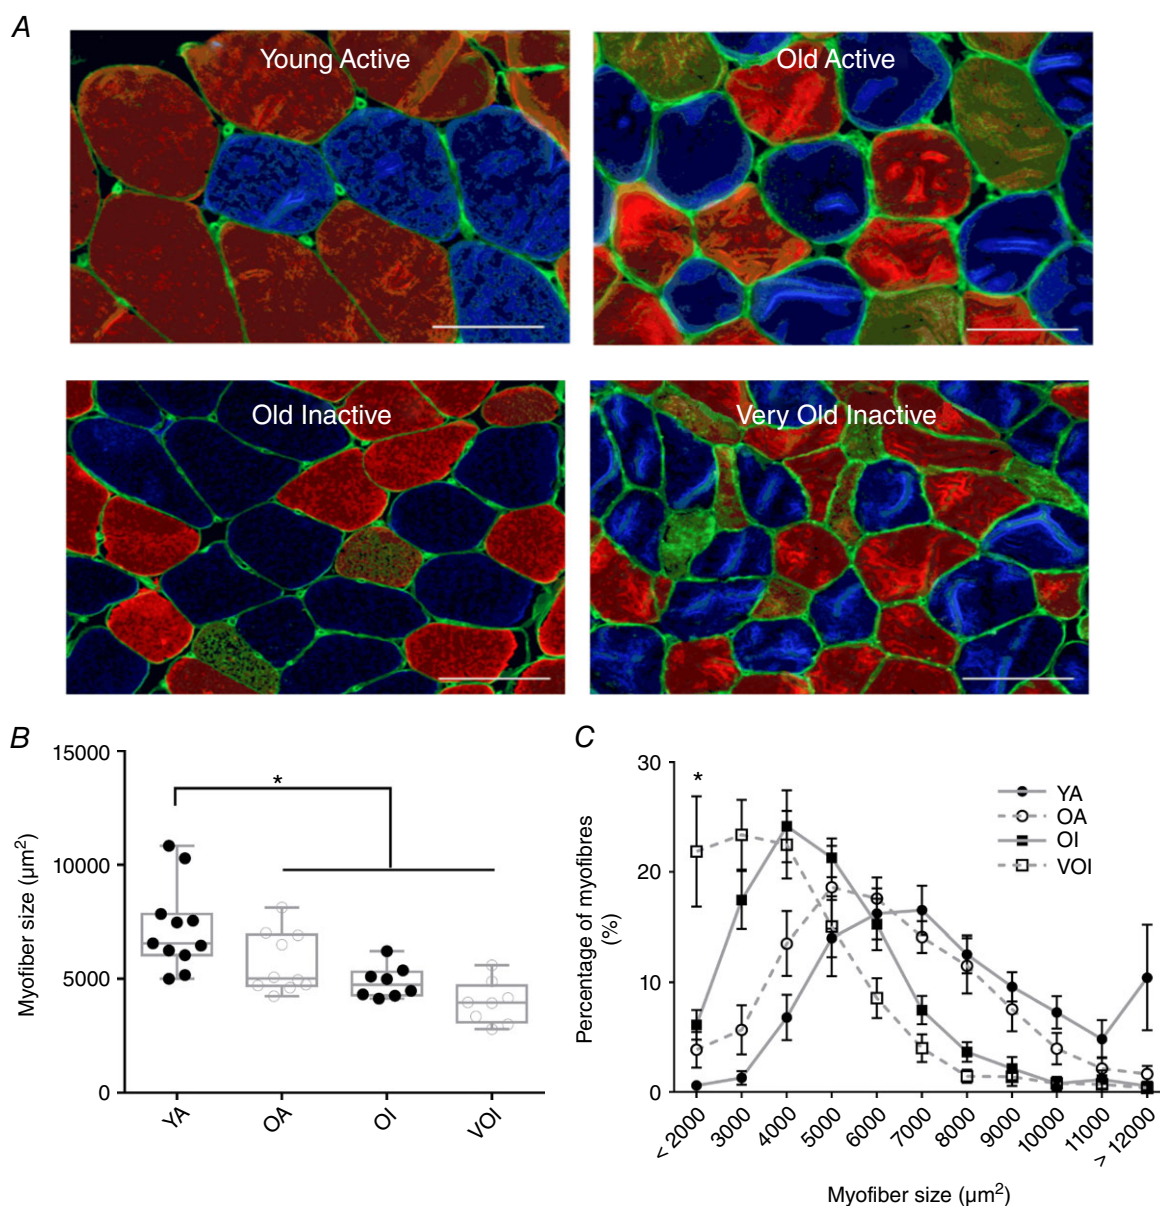 A
Young Active
Old Active
Old Inactive
Very Old Inactive
B
15000
10000
5000
0
Myofiber size (µm²)
*
YA
OA
OI
VOI
C
30
20
10
0
Percentage of myofibres
(%)
*
YA
OA
OI
VOI
< 2000
3000
4000
5000
6000
7000
8000
9000
10000
11000
> 12000
Myofiber size (µm²)